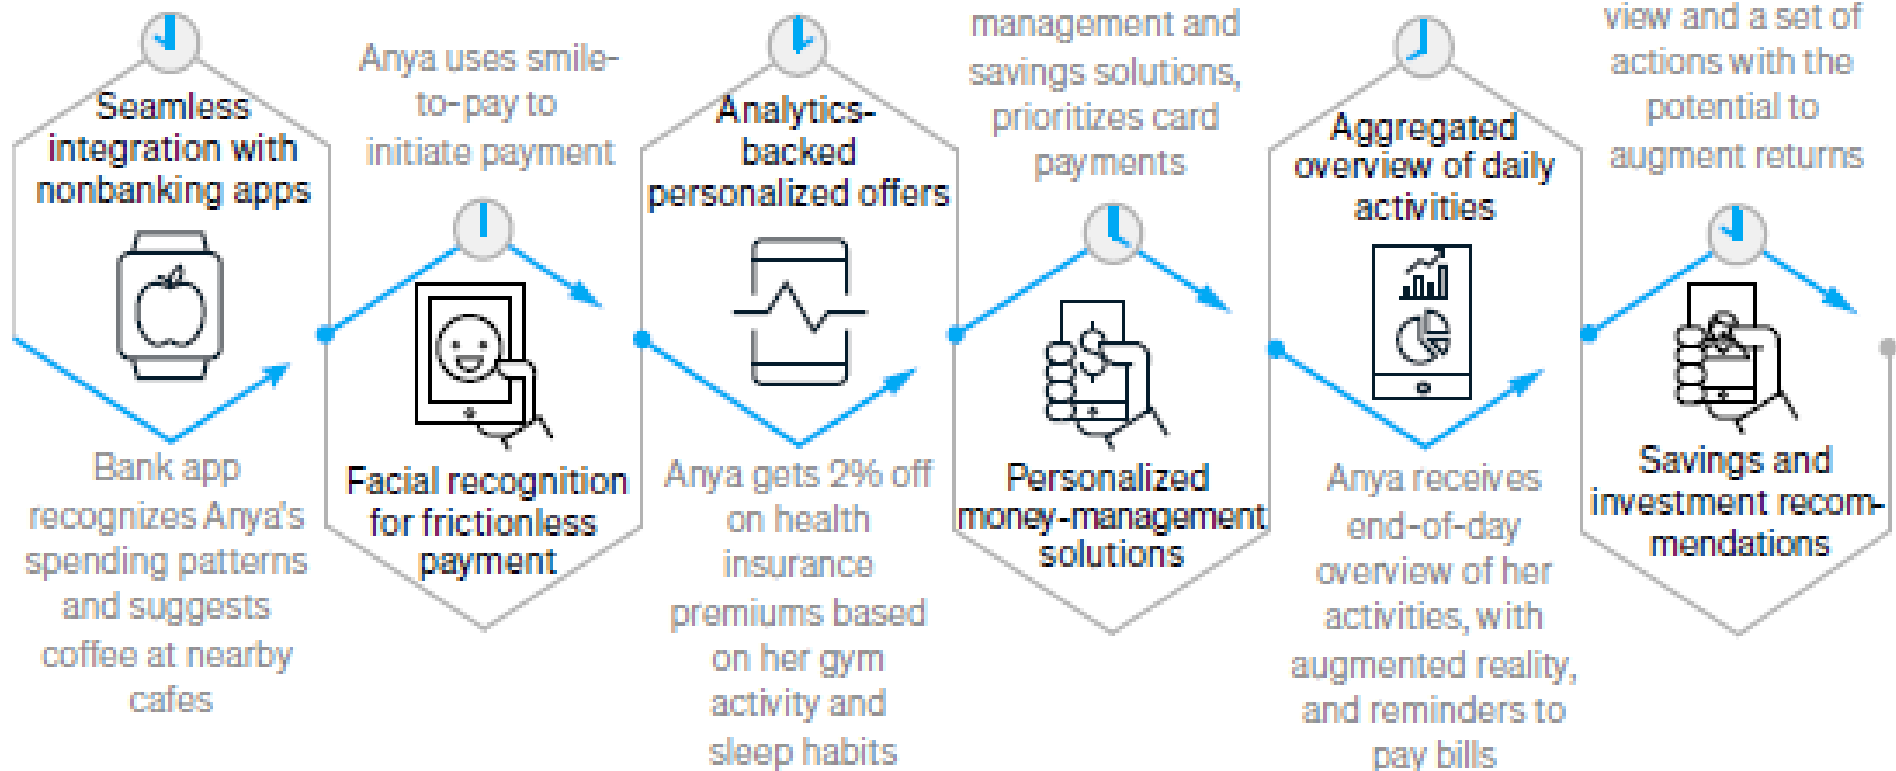 Seamless
integration with
nonbanking apps
Bank app
recognizes Anya's
spending patterns
and suggests
coffee at nearby
cafes
Anya uses smile-
to-pay to
initiate payment
Facial recognition
for frictionless
payment
Analytics-
backed
personalized offers
Anya gets 2% off
on health
insurance
premiums based
on her gym
activity and
sleep habits
management and
savings solutions,
prioritizes card
payments
Personalized
money-management
solutions
Aggregated
overview of daily
activities
Anya receives
end-of-day
overview of her
activities, with
augmented reality,
and reminders to
pay bills
view and a set of
actions with the
potential to
augment returns
Savings and
investment recom-
mendations